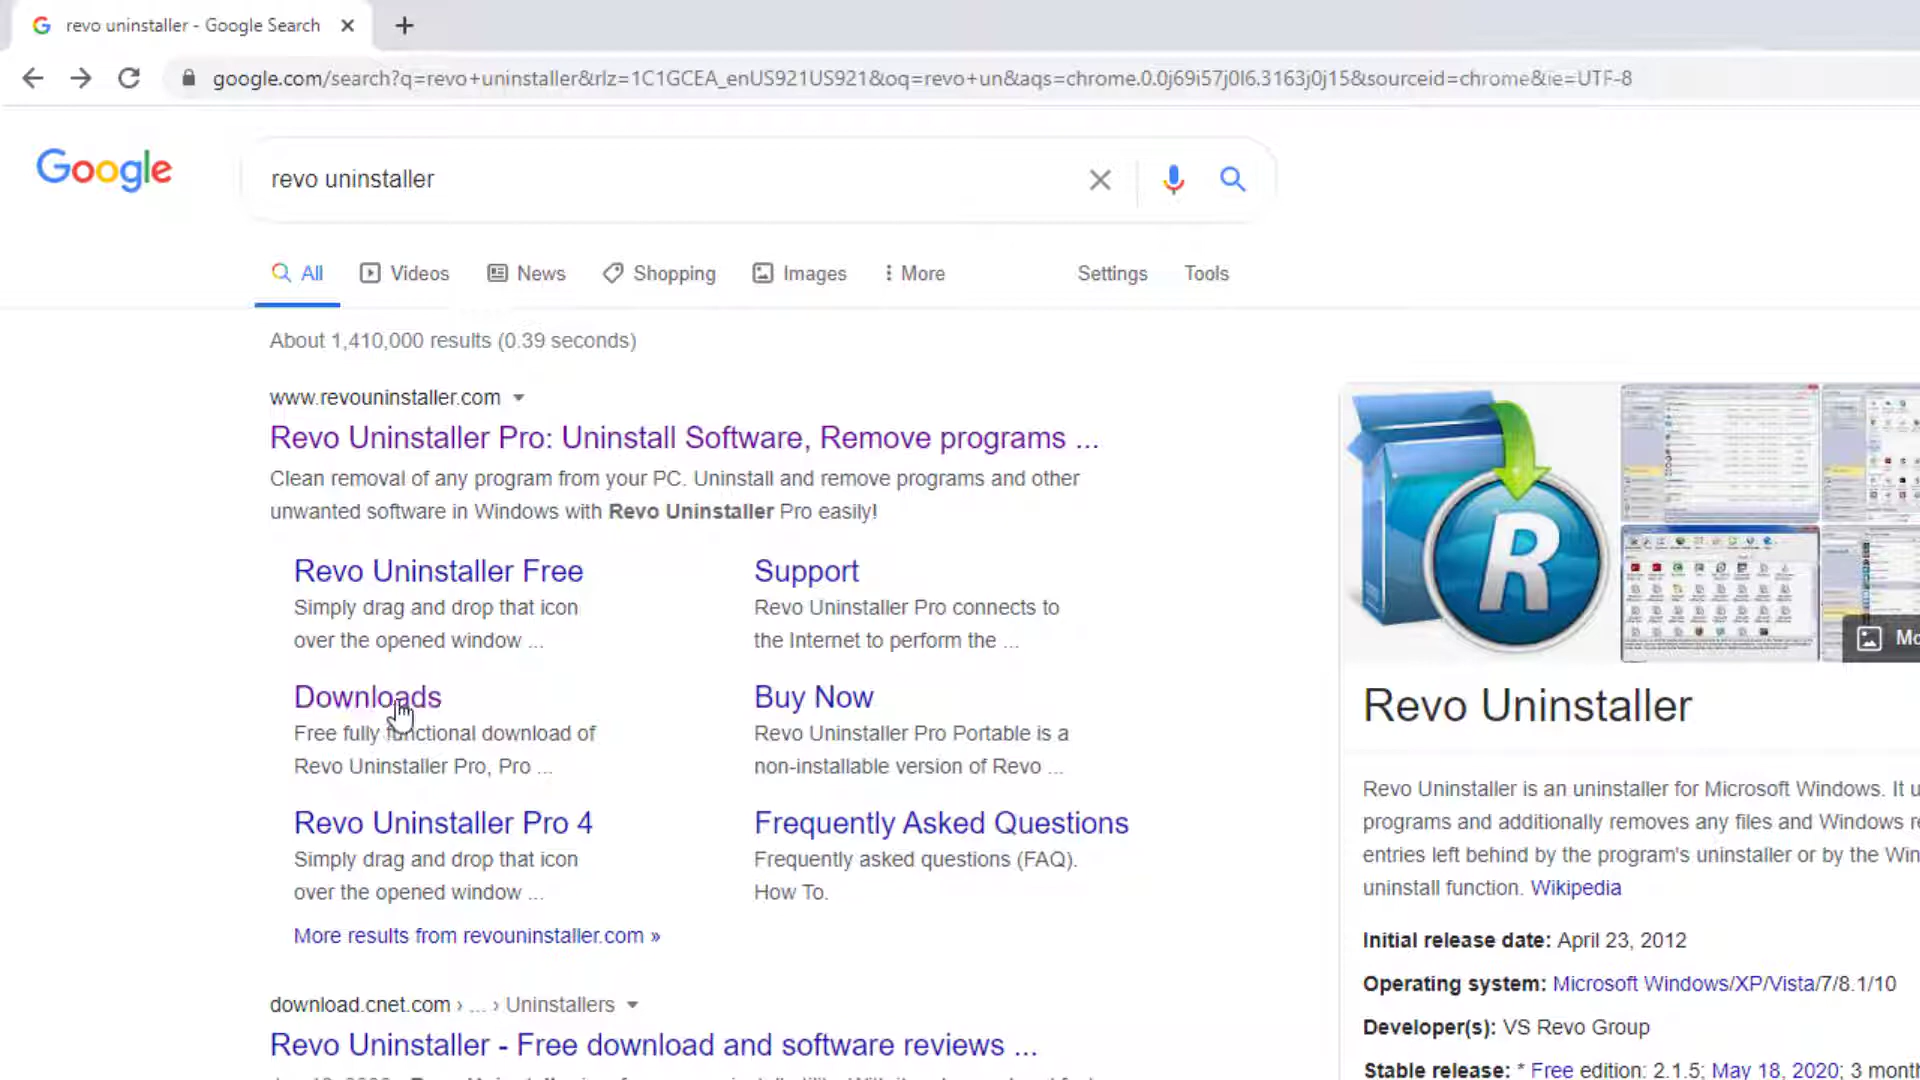 revo uninstaller - Google Search
google.com/search?q=revo+uninstaller&rlz=1C1GCEA_enUS921US921&oq=revo+un&aqs=chrome.0.0j69i57j0l6.3163j0j15&sourceid=chrome&ie=UTF-8
Google
revo uninstaller
All Videos News Shopping Images More Settings Tools
About 1,410,000 results (0.39 seconds)
www.revouninstaller.com
Revo Uninstaller Pro: Uninstall Software, Remove programs ...
Clean removal of any program from your PC. Uninstall and remove programs and other
unwanted software in Windows with Revo Uninstaller Pro easily!
Revo Uninstaller Free
Simply drag and drop that icon
over the opened window ...
Support
Revo Uninstaller Pro connects to
the Internet to perform the ...
Downloads
Free fully functional download of
Revo Uninstaller Pro, Pro ...
Buy Now
Revo Uninstaller Pro Portable is a
non-installable version of Revo ...
Revo Uninstaller Pro 4
Simply drag and drop that icon
over the opened window ...
Frequently Asked Questions
Frequently asked questions (FAQ).
How To.
More results from revouninstaller.com »
download.cnet.com › ... › Uninstallers
Revo Uninstaller - Free download and software reviews ...
R
Revo Uninstaller
Revo Uninstaller is an uninstaller for Microsoft Windows. It u
programs and additionally removes any files and Windows re
entries left behind by the program's uninstaller or by the Win
uninstall function. Wikipedia
Initial release date: April 23, 2012
Operating system: Microsoft Windows/XP/Vista/7/8.1/10
Developer(s): VS Revo Group
Stable release: * Free edition: 2.1.5; May 18, 2020; 3 month